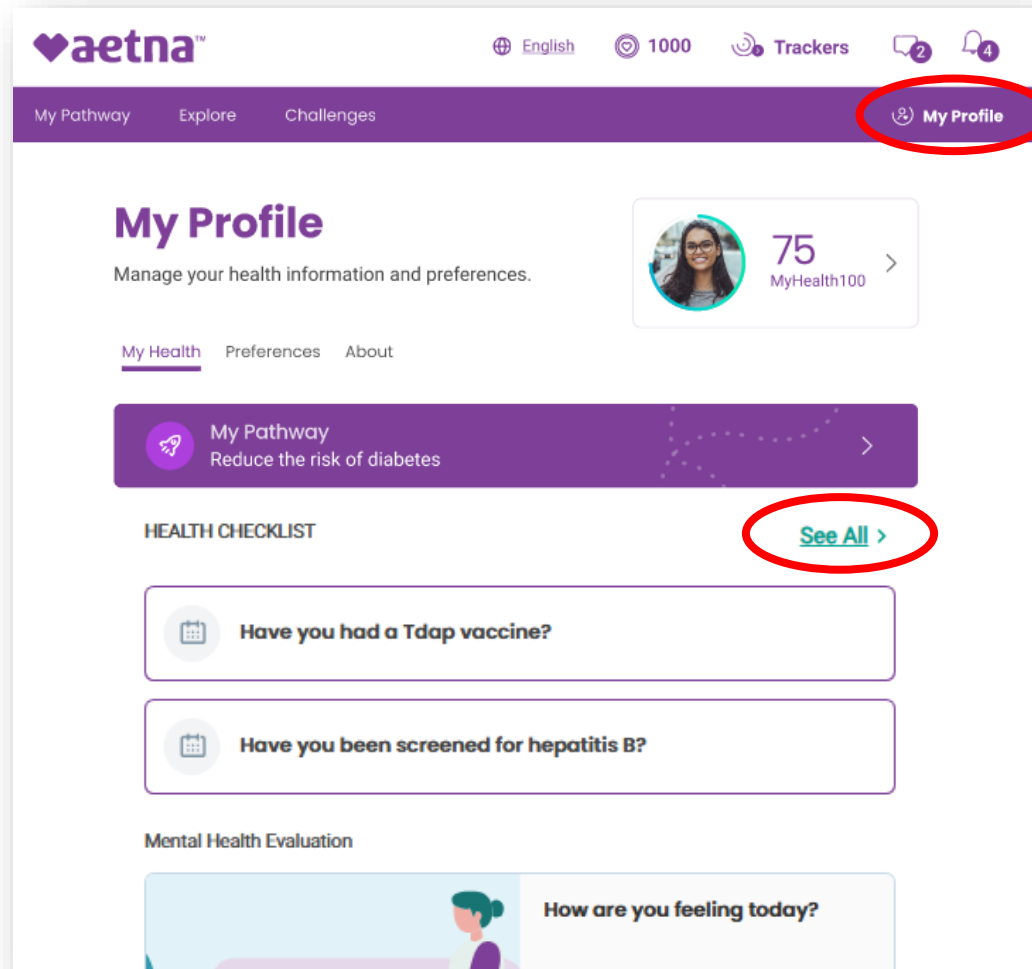 aetna™
English 1000 Trackers 2 4
My Pathway Explore Challenges My Profile
My Profile
Manage your health information and preferences.
75
MyHealth100
My Health Preferences About
My Pathway
Reduce the risk of diabetes
HEALTH CHECKLIST See All >
Have you had a Tdap vaccine?
Have you been screened for hepatitis B?
Mental Health Evaluation
How are you feeling today?